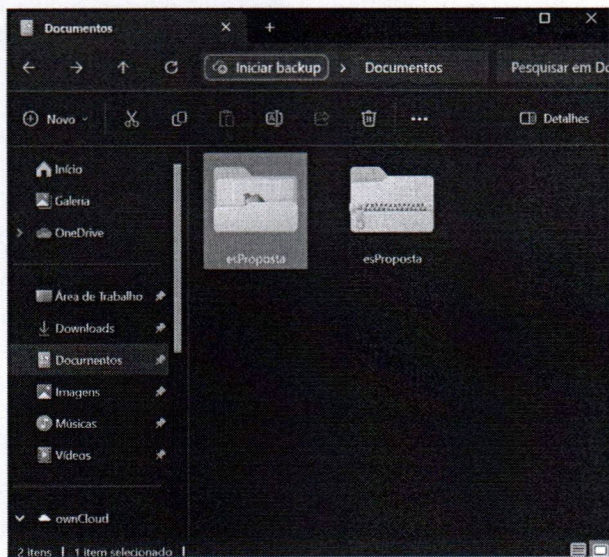 Documentos
Iniciar backup > Documentos Pesquisar em Do
Novo ... Detalhes
Início
Galeria
OneDrive
esProposta esProposta
Área de Trabalho
Downloads
Documentos
Imagens
Músicas
Vídeos
ownCloud
2 itens | 1 item selecionado |